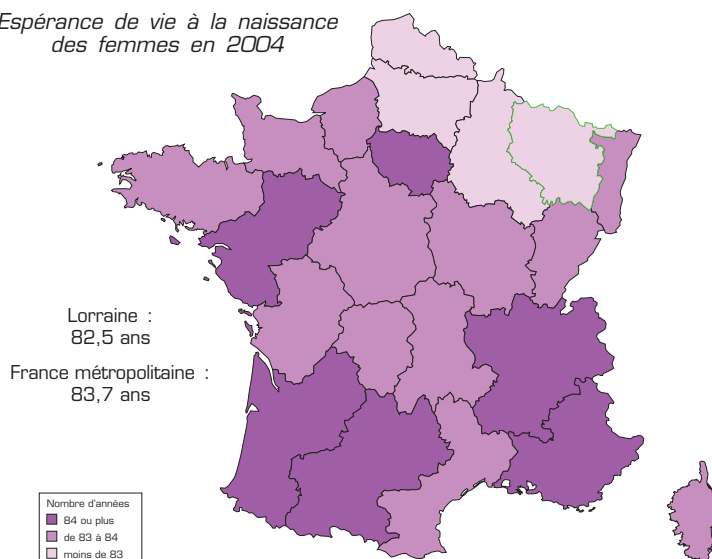 Espérance de vie à la naissance
des femmes en 2004
Lorraine :
82,5 ans
France métropolitaine :
83,7 ans
Nombre d'années
84 ou plus
de 83 à 84
moins de 83